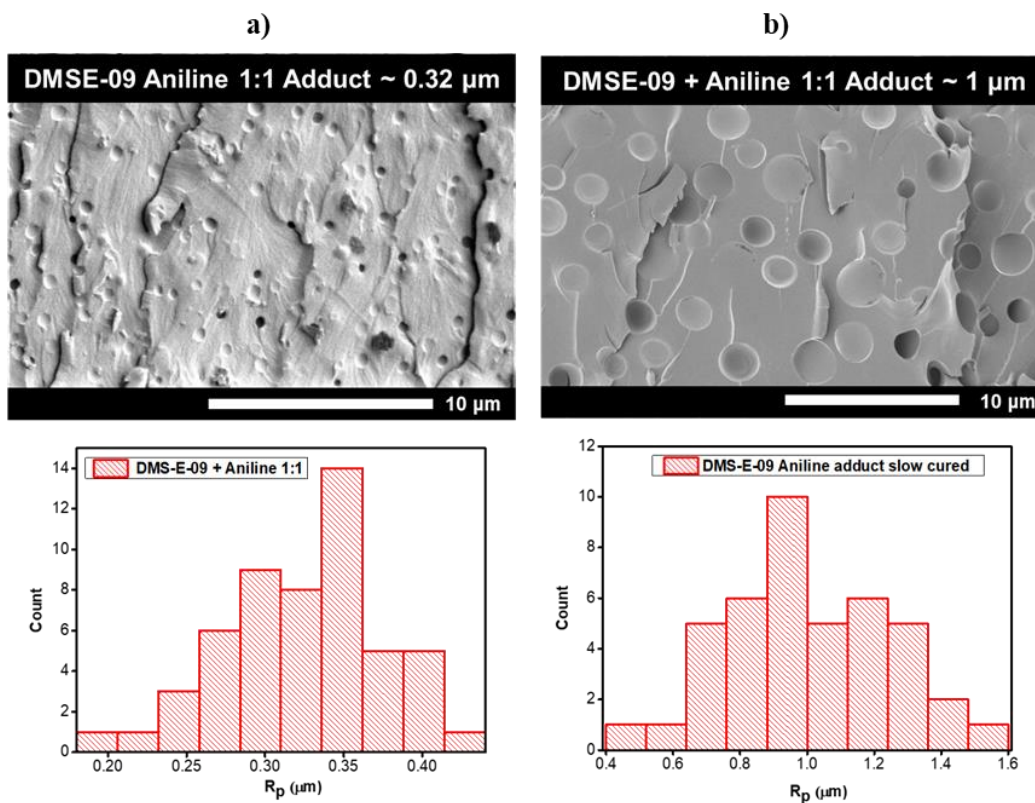 a)
DMSE-09 Aniline 1:1 Adduct ~ 0.32 µm
10 µm
DMS-E-09 + Aniline 1:1
14
12
10
8
6
4
2
0
Count
0.20 0.25 0.30 0.35 0.40
Rp (µm)
b)
DMSE-09 + Aniline 1:1 Adduct ~ 1 µm
10 µm
DMS-E-09 Aniline adduct slow cured
12
10
8
6
4
2
0
Count
0.4 0.6 0.8 1.0 1.2 1.4 1.6
Rp (µm)